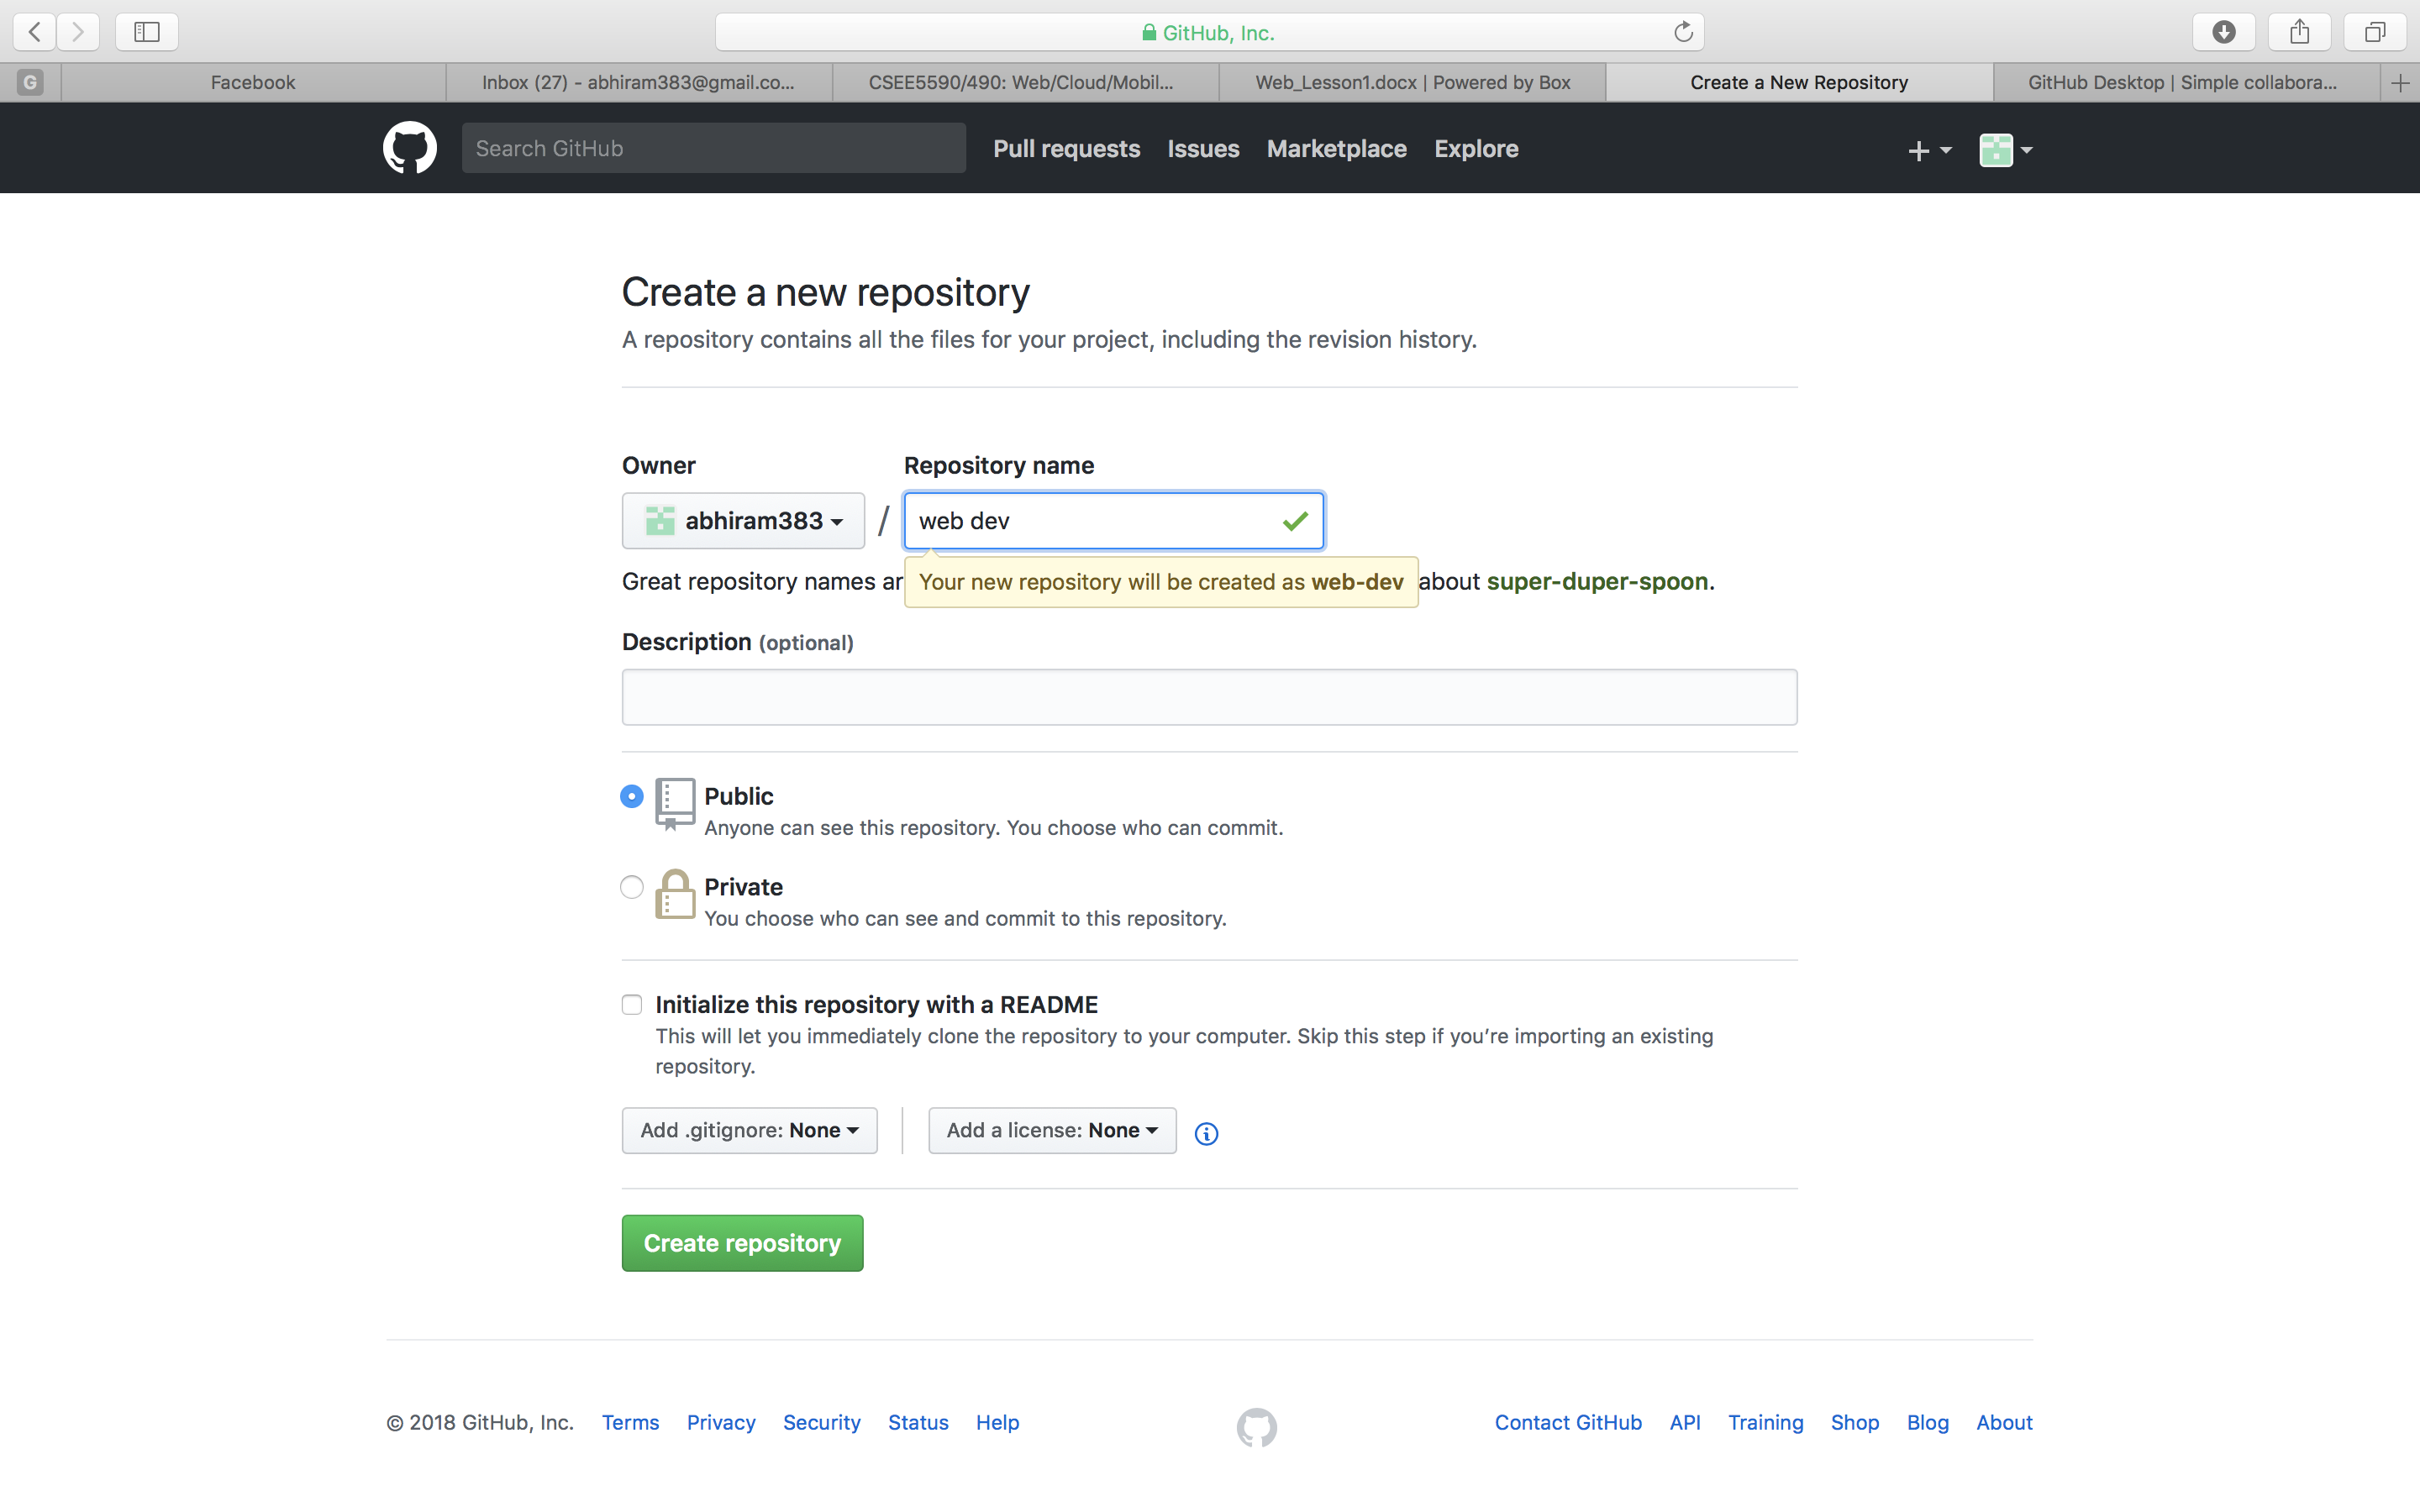 GitHub, Inc.
G
Facebook
Inbox (27) - abhiram383@gmail.co...
CSEE5590/490: Web/Cloud/Mobil...
Web_Lesson1.docx | Powered by Box
Create a New Repository
GitHub Desktop | Simple collabora...
Search GitHub
Pull requests
Issues
Marketplace
Explore
Create a new repository
A repository contains all the files for your project, including the revision history.
Owner
Repository name
abhiram383
/
web dev
Great repository names ar
Your new repository will be created as web-dev
about super-duper-spoon.
Description (optional)
Public
Anyone can see this repository. You choose who can commit.
Private
You choose who can see and commit to this repository.
Initialize this repository with a README
This will let you immediately clone the repository to your computer. Skip this step if you’re importing an existing
repository.
Add .gitignore: None
Add a license: None
Create repository
© 2018 GitHub, Inc.
Terms
Privacy
Security
Status
Help
Contact GitHub
API
Training
Shop
Blog
About